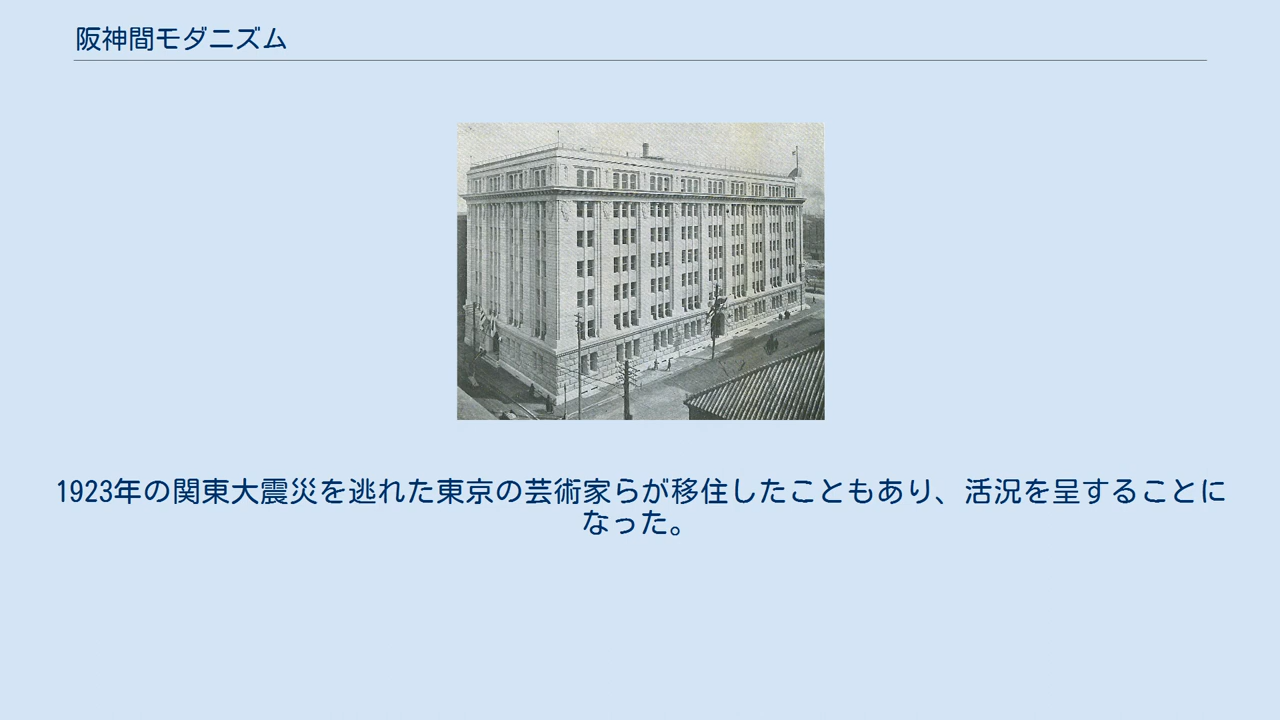 阪神間モダニズム
1923年の関東大震災を逃れた東京の芸術家らが移住したこともあり、活況を呈することに
なった。